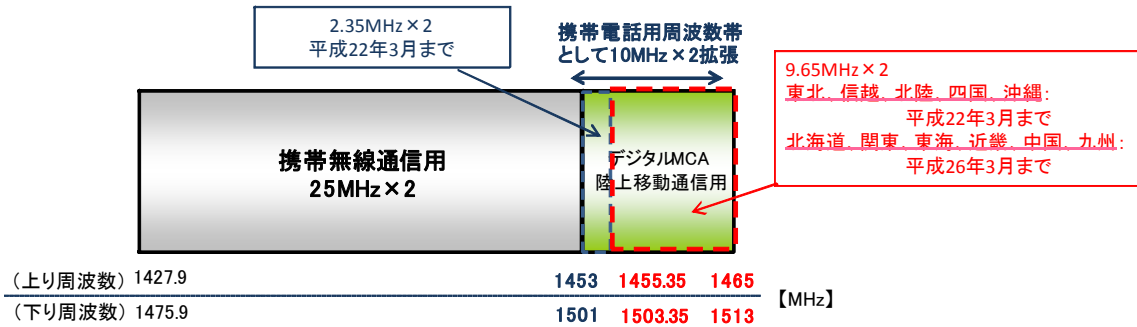 2.35MHz×2
平成22年3月まで
携帯電話用周波数帯
として10MHz×2拡張
9.65MHz×2
東北、信越、北陸、四国、沖縄：
平成22年3月まで
北海道、関東、東海、近畿、中国、九州：
平成26年3月まで
携帯無線通信用
25MHz×2
デジタルMCA
陸上移動通信用
（上り周波数） 1427.9 1453 1455.35 1465
【MHz】
（下り周波数） 1475.9 1501 1503.35 1513